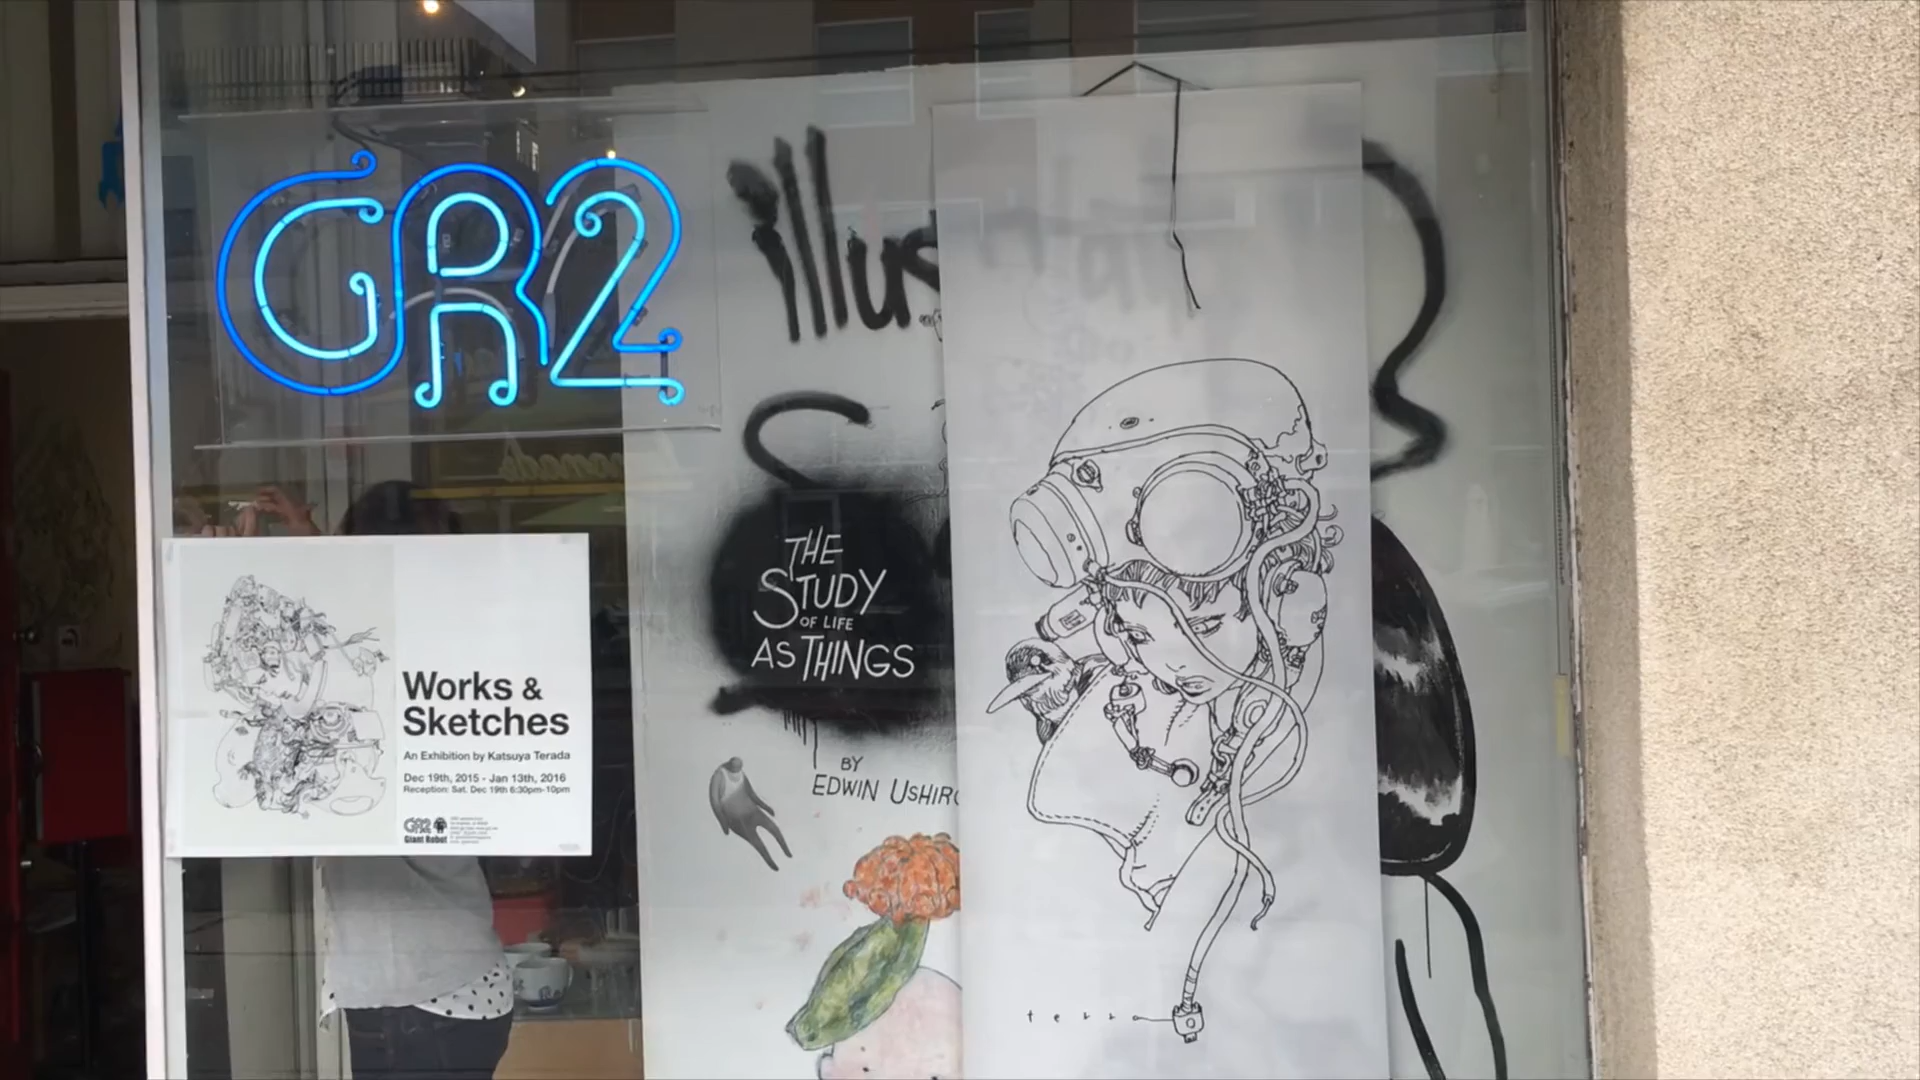 GR2
illus
THE
STUDY
OF LIFE
AS THINGS
BY
EDWIN USHIRO
Works &
Sketches
An Exhibition by Katsuya Terada
Dec 19th, 2015 - Jan 13th, 2016
Reception: Sat. Dec 19th 6:30pm-10pm
GR2
Giant Robot
terra